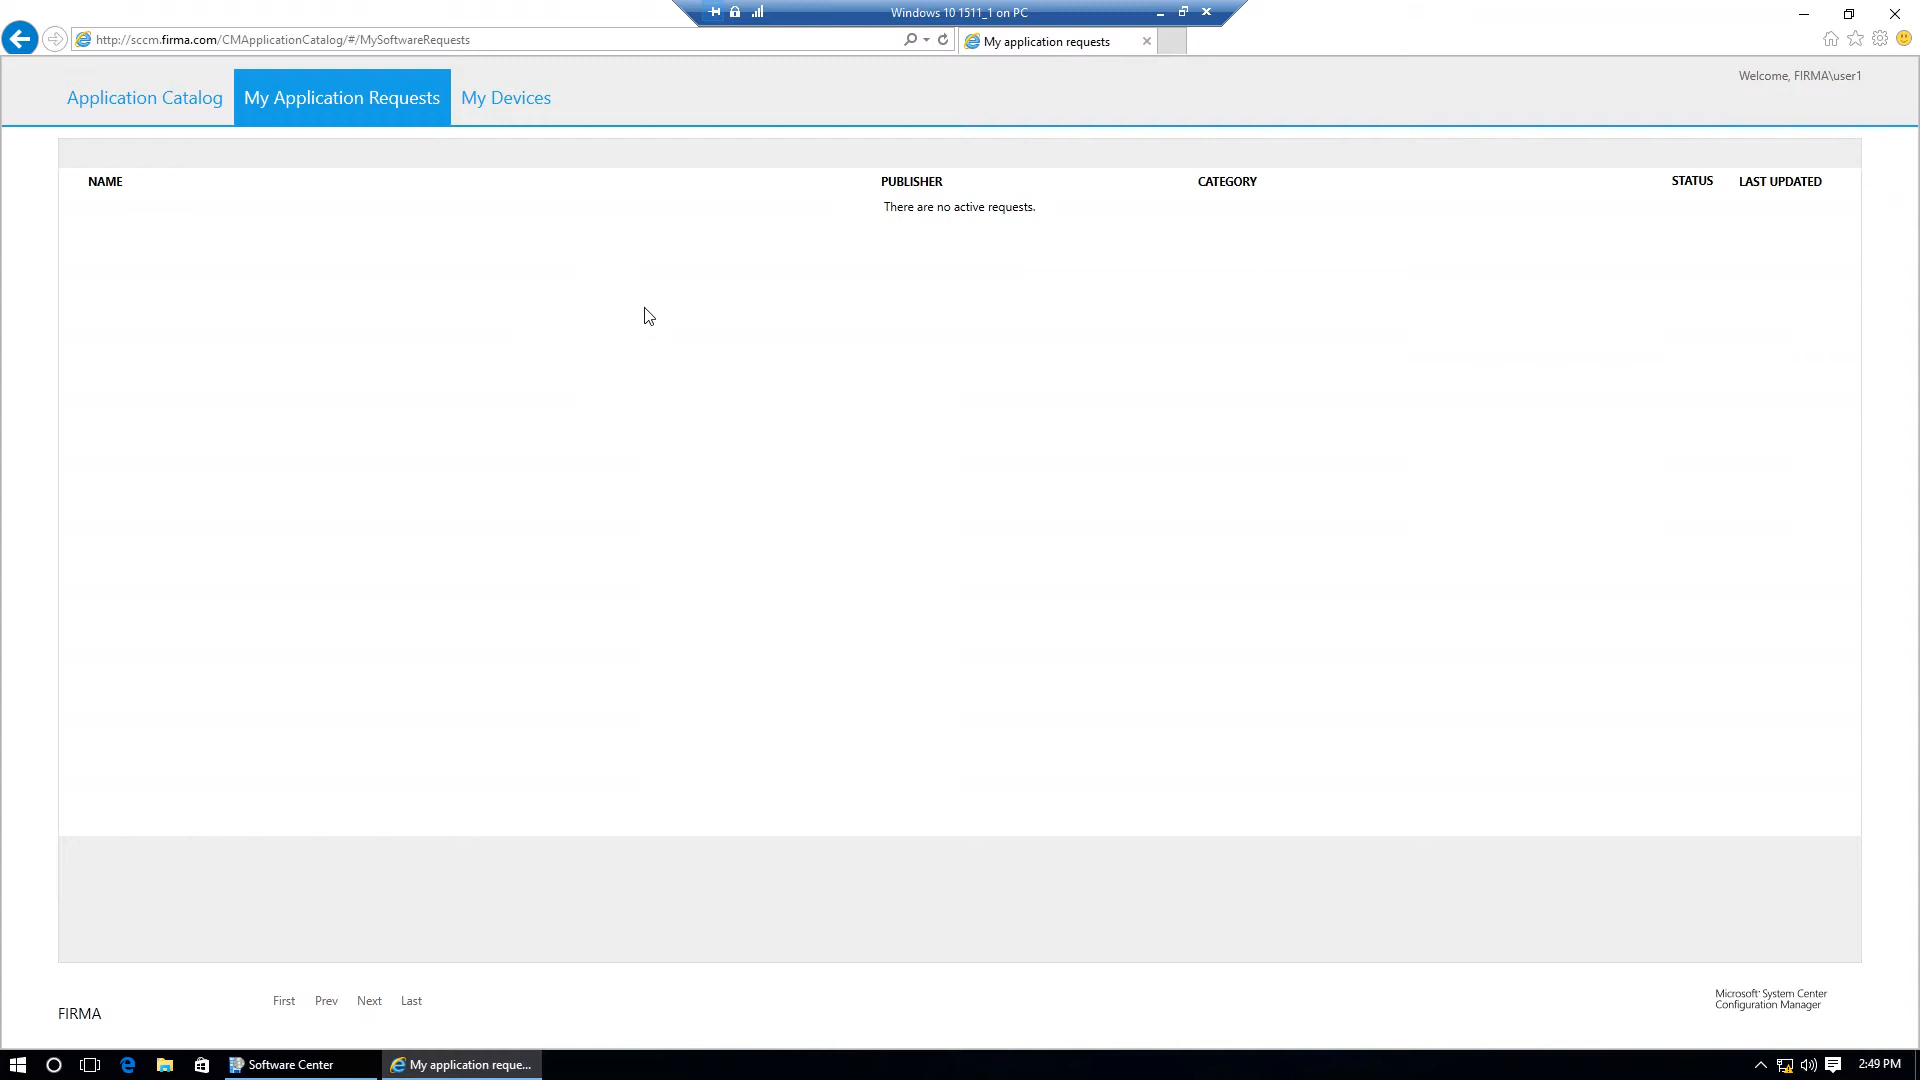 Windows 10 1511_1 on PC
http://sccm.firma.com/CMApplicationCatalog/#/MySoftwareRequests
My application requests
Welcome, FIRMA\user1
Application Catalog
My Application Requests
My Devices
NAME
PUBLISHER
CATEGORY
STATUS
LAST UPDATED
There are no active requests.
First
Prev
Next
Last
FIRMA
Microsoft® System Center
Configuration Manager
Software Center
My application reque...
2:49 PM